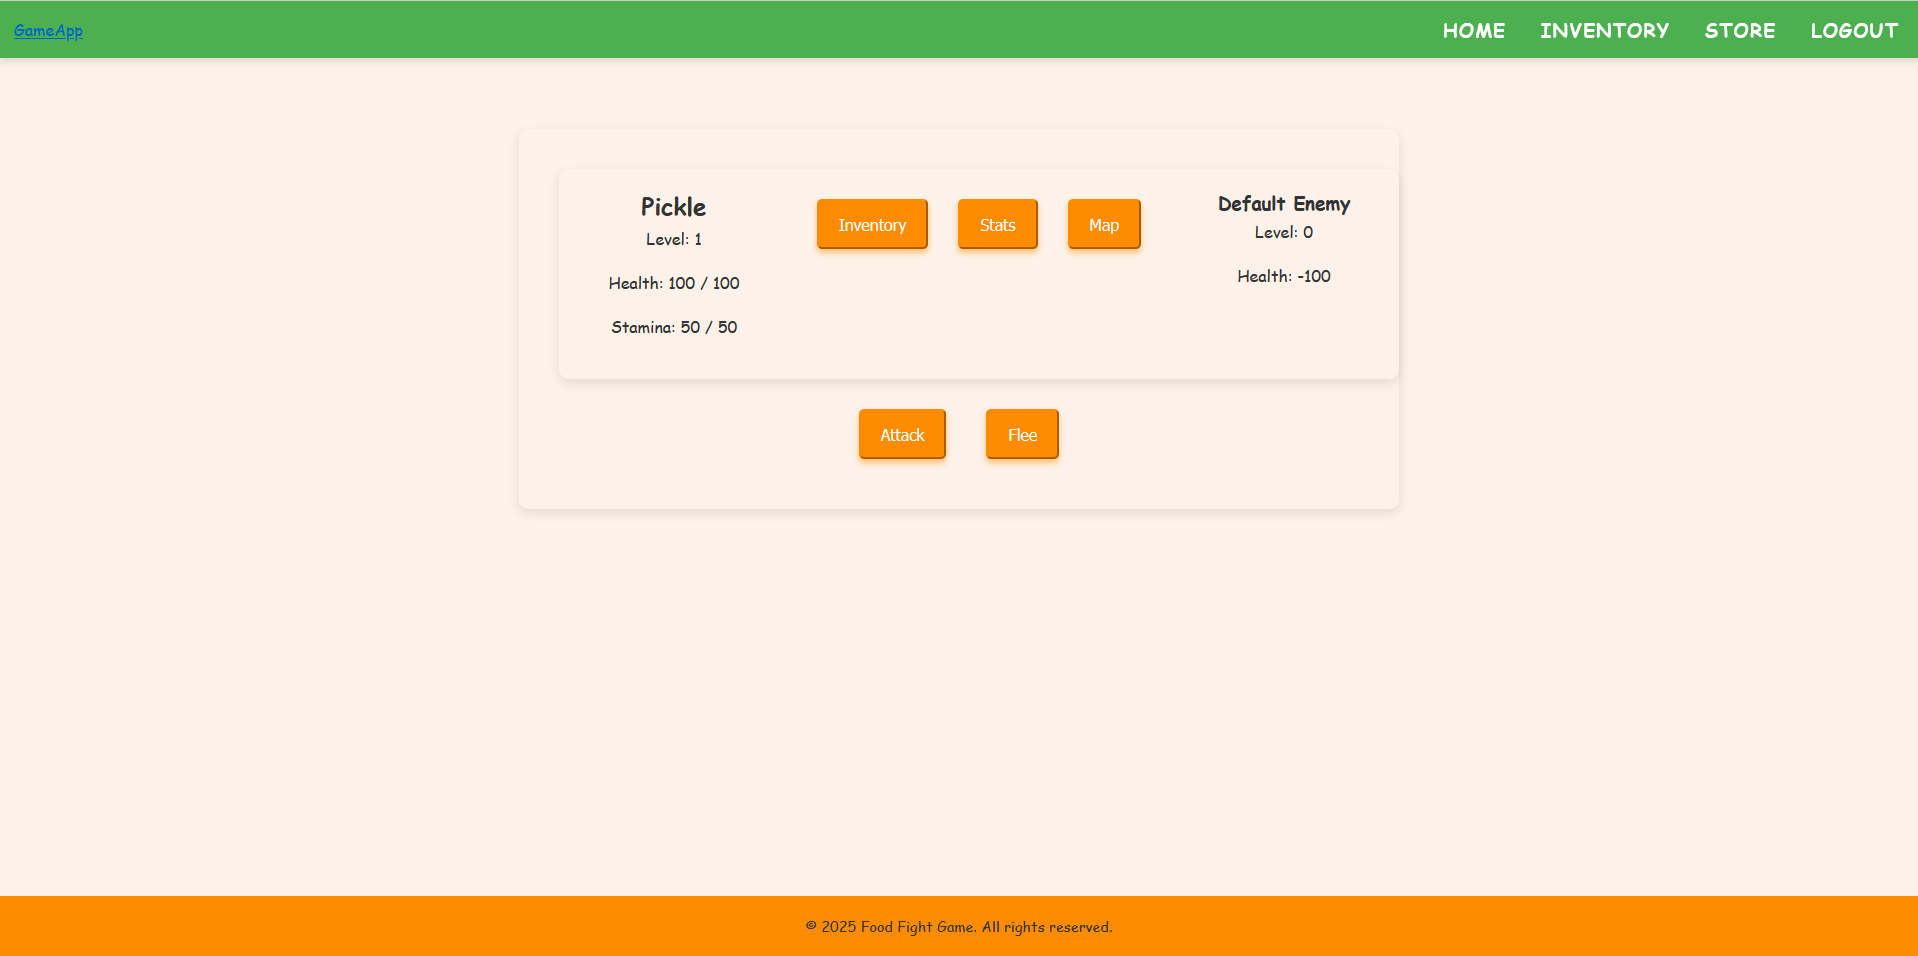 GameApp
HOME INVENTORY STORE LOGOUT
Pickle
Level: 1
Health: 100 / 100
Stamina: 50 / 50
Inventory
Stats
Map
Default Enemy
Level: 0
Health: -100
Attack
Flee
© 2025 Food Fight Game. All rights reserved.